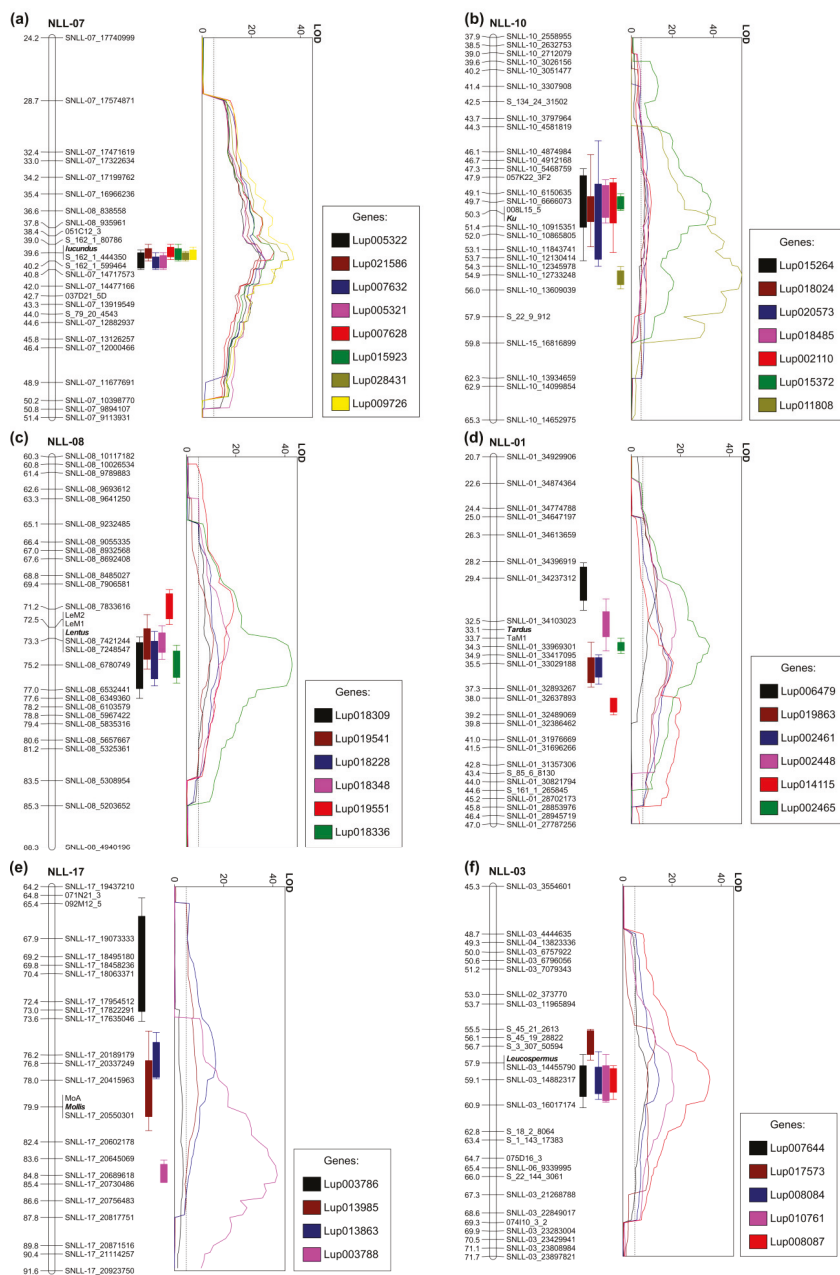 (a) NLL-07
LOD
0 20 40
24.2 SNLL-07_17740999
28.7 SNLL-07_17574871
32.4 SNLL-07_17471619
33.0 SNLL-07_17322634
34.2 SNLL-07_17199762
35.4 SNLL-07_16966236
36.6 SNLL-08_838558
37.8 SNLL-08_935961
38.4 051C12_3
39.0 S_162_1_80786
Iucundus
39.6 S_162_1_444350
40.2 S_162_1_599464
40.8 SNLL-07_14717573
42.0 SNLL-07_14477166
42.7 037D21_5D
43.3 SNLL-07_13919549
44.0 S_79_20_4543
44.6 SNLL-07_12882937
45.8 SNLL-07_13126257
46.4 SNLL-07_12000466
48.9 SNLL-07_11677691
50.2 SNLL-07_10398770
50.8 SNLL-07_9894107
51.4 SNLL-07_9113931
Genes:
Lup005322
Lup021586
Lup007632
Lup005321
Lup007628
Lup015923
Lup028431
Lup009726
(b) NLL-10
LOD
0 20 40
37.9 SNLL-10_2558955
38.5 SNLL-10_2632753
39.0 SNLL-10_2712079
39.6 SNLL-10_3026156
40.2 SNLL-10_3051477
41.4 SNLL-10_3307908
42.5 S_134_24_31502
43.7 SNLL-10_3797964
44.3 SNLL-10_4581819
46.1 SNLL-10_4874984
46.7 SNLL-10_4912168
47.3 SNLL-10_5468759
47.9 057K22_3F2
49.1 SNLL-10_6150635
49.7 SNLL-10_6666073
50.3 008L15_5
Ku
51.4 SNLL-10_10915351
52.0 SNLL-10_10865805
53.1 SNLL-10_11843741
53.7 SNLL-10_12130414
54.3 SNLL-10_12345978
54.9 SNLL-10_12733248
56.0 SNLL-10_13609039
57.9 S_22_9_912
59.8 SNLL-15_16816899
62.3 SNLL-10_13934659
62.9 SNLL-10_14099854
65.3 SNLL-10_14652975
Genes:
Lup015264
Lup018024
Lup020573
Lup018485
Lup002110
Lup015372
Lup011808
(c) NLL-08
LOD
0 20 40
60.3 SNLL-08_10117182
60.8 SNLL-08_10026534
61.4 SNLL-08_9789883
62.6 SNLL-08_9693612
63.3 SNLL-08_9641250
65.1 SNLL-08_9232485
66.4 SNLL-08_9055335
67.0 SNLL-08_8932568
67.6 SNLL-08_8692408
68.8 SNLL-08_8485027
69.4 SNLL-08_7906581
71.2 SNLL-08_7833616
LeM2
72.5 LeM1
Lentus
73.3 SNLL-08_7421244
SNLL-08_7248547
75.2 SNLL-08_6780749
77.0 SNLL-08_6532441
77.6 SNLL-08_6349360
78.2 SNLL-08_6103579
78.8 SNLL-08_5967422
79.4 SNLL-08_5835316
80.6 SNLL-08_5657667
81.2 SNLL-08_5325361
83.5 SNLL-08_5308954
85.3 SNLL-08_5203652
88.3 SNLL-08_4940196
Genes:
Lup018309
Lup019541
Lup018228
Lup018348
Lup019551
Lup018336
(d) NLL-01
LOD
0 20 40
20.7 SNLL-01_34929906
22.6 SNLL-01_34874364
24.4 SNLL-01_34774788
25.0 SNLL-01_34647197
26.3 SNLL-01_34613659
28.2 SNLL-01_34396919
29.4 SNLL-01_34237312
32.5 SNLL-01_34103023
33.1 Tardus
33.7 TaM1
34.3 SNLL-01_33969301
34.9 SNLL-01_33417095
35.5 SNLL-01_33029188
37.3 SNLL-01_32893267
38.0 SNLL-01_32637893
39.2 SNLL-01_32489069
39.8 SNLL-01_32386462
41.0 SNLL-01_31976669
41.5 SNLL-01_31696266
42.8 SNLL-01_31357306
43.4 S_85_6_8130
44.0 SNLL-01_30821794
44.6 S_161_1_265845
45.2 SNLL-01_28702173
45.8 SNLL-01_28853976
46.4 SNLL-01_28945719
47.0 SNLL-01_27787256
Genes:
Lup006479
Lup019863
Lup002461
Lup002448
Lup014115
Lup002465
(e) NLL-17
LOD
0 20 40
64.2 SNLL-17_19437210
64.8 071N21_3
65.4 092M12_5
67.9 SNLL-17_19073333
69.2 SNLL-17_18495180
69.8 SNLL-17_18458236
70.4 SNLL-17_18063371
72.4 SNLL-17_17954512
73.0 SNLL-17_17822291
73.6 SNLL-17_17635046
76.2 SNLL-17_20189179
76.8 SNLL-17_20337249
78.0 SNLL-17_20415963
MoA
79.9 Mollis
SNLL-17_20550301
82.4 SNLL-17_20602178
83.6 SNLL-17_20645069
84.8 SNLL-17_20689618
85.4 SNLL-17_20730486
86.6 SNLL-17_20756483
87.8 SNLL-17_20817751
89.8 SNLL-17_20871516
90.4 SNLL-17_21114257
91.6 SNLL-17_20923750
Genes:
Lup003786
Lup013985
Lup013863
Lup003788
(f) NLL-03
LOD
0 20 40
45.3 SNLL-03_3554601
48.7 SNLL-03_4444635
49.3 SNLL-04_13823336
50.0 SNLL-03_6757922
50.6 SNLL-03_6796056
51.2 SNLL-03_7079343
53.0 SNLL-02_373770
53.7 SNLL-03_11965894
55.5 S_45_21_2613
56.1 S_45_19_28822
56.7 S_3_307_50594
Leucospermus
57.9 SNLL-03_14455790
59.1 SNLL-03_14882317
60.9 SNLL-03_16017174
62.8 S_18_2_8064
63.4 S_1_143_17383
64.7 075D16_3
65.4 SNLL-06_9339995
66.0 S_22_144_3061
67.3 SNLL-03_21268788
68.6 SNLL-03_22849017
69.3 074I10_3_2
69.9 SNLL-03_23283004
70.5 SNLL-03_23429941
71.1 SNLL-03_23808984
71.7 SNLL-03_23897821
Genes:
Lup007644
Lup017573
Lup008084
Lup010761
Lup008087